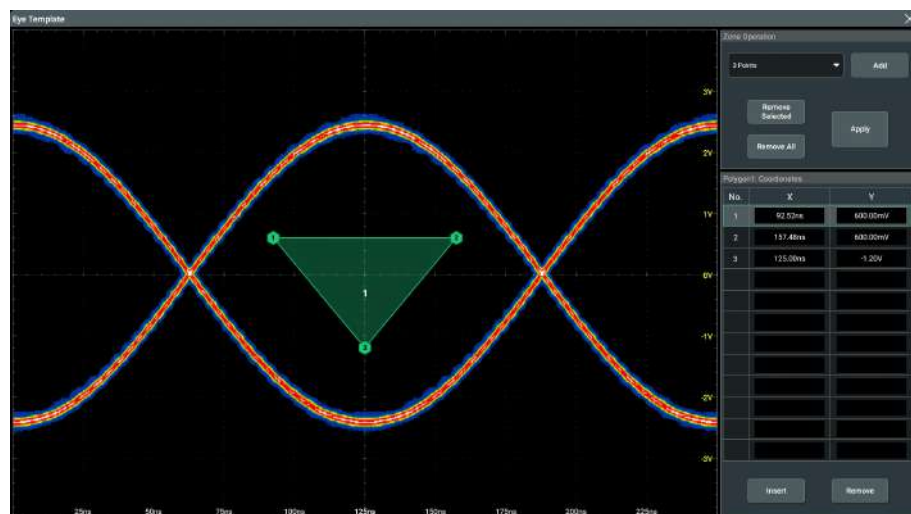 Eye Template
Zone Operation
3 Points
Add
Remove Selected
Apply
Remove All
Polygon1: Coordinates
No. X Y
1 92.52ns 600.00mV
2 157.48ns 600.00mV
3 125.00ns -1.20V
Insert Remove
3V
2V
1V
0V
-1V
-2V
-3V
1
2
3
1
25ns 50ns 75ns 100ns 125ns 150ns 175ns 200ns 225ns